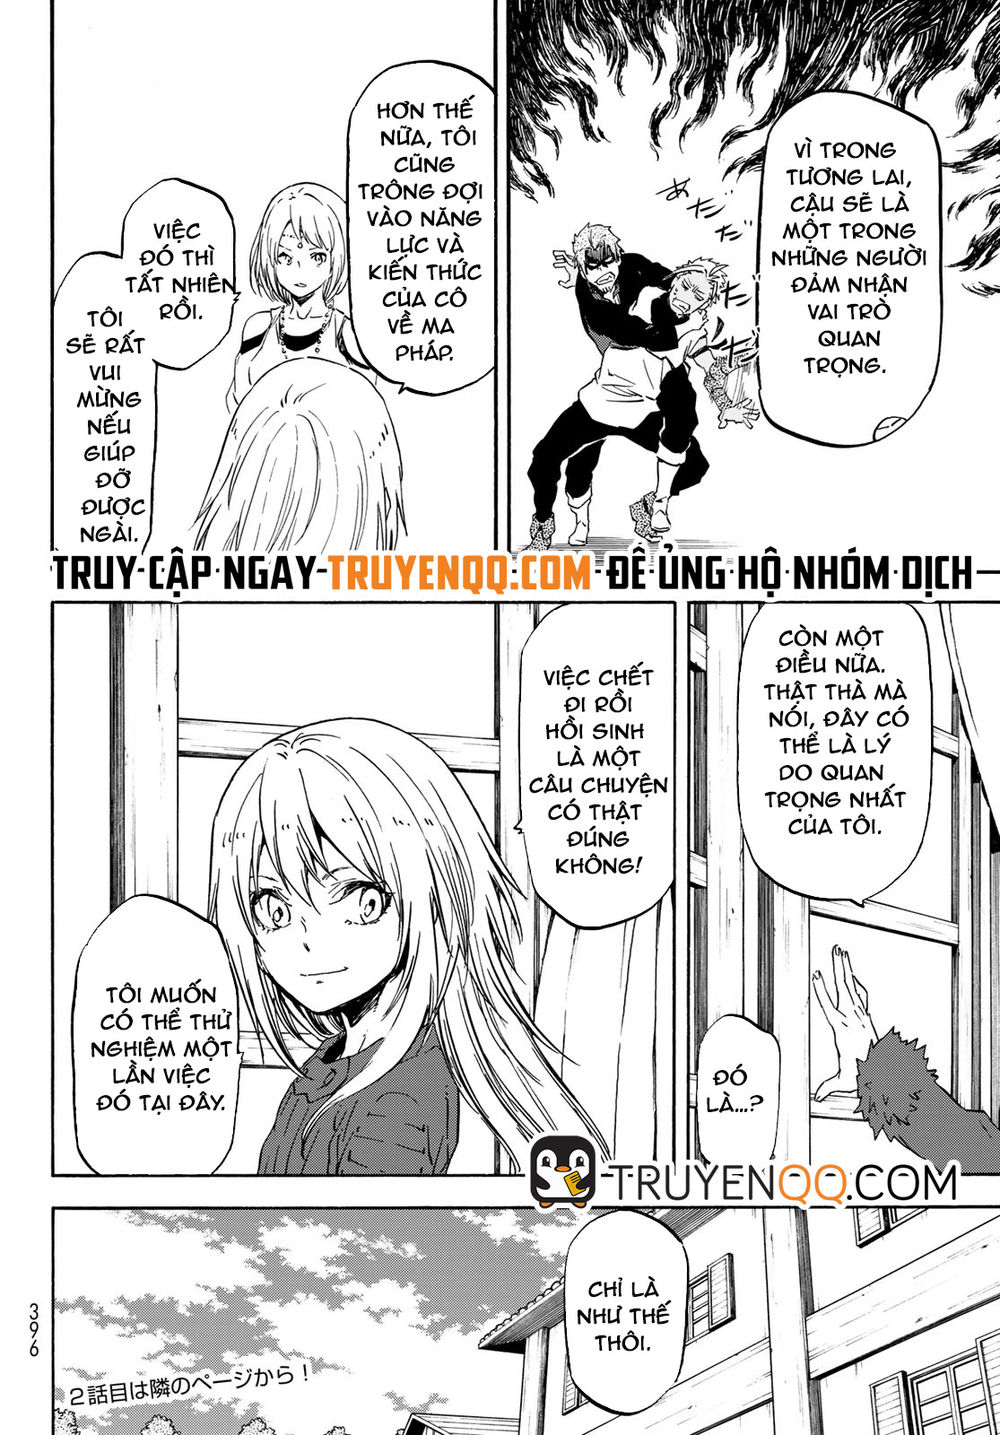 VÌ TRONG
TƯƠNG LAI,
CẬU SẼ LÀ
MỘT TRONG
NHỮNG NGƯỜI
ĐẢM NHẬN
VAI TRÒ
QUAN
TRỌNG.
あた
だだ
だ
HƠN THẾ
NỮA, TÔI
CŨNG
TRÔNG ĐỢI
VÀO NĂNG
LỰC VÀ
KIẾN THỨC
CỦA CÔ
VỀ MA
PHÁP.
VIỆC
ĐÓ THÌ
TẤT NHIÊN
RỒI.
TÔI
SẼ RẤT
VUI
MỪNG
NẾU
GIÚP
ĐỠ
ĐƯỢC
NGÀI.
TRUY CẬP NGAY TRUYENQQ.COM ĐỂ ỦNG HỘ NHÓM DỊCH
CÒN MỘT
ĐIỀU NỮA.
THẬT THÀ MÀ
NÓI, ĐÂY CÓ
THỂ LÀ LÝ
DO QUAN
TRỌNG NHẤT
CỦA TÔI.
VIỆC CHẾT
ĐI RỒI
HỒI SINH
LÀ MỘT
CÂU CHUYỆN
CÓ THẬT
ĐÚNG
KHÔNG!
ĐÓ
LÀ...?
TÔI MUỐN
CÓ THỂ THỬ
NGHIỆM MỘT
LẦN VIỆC
ĐÓ TẠI ĐÂY.
TRUYENQQ.COM
CHỈ LÀ
NHƯ THẾ
THÔI.
396
2話目は隣のページから！